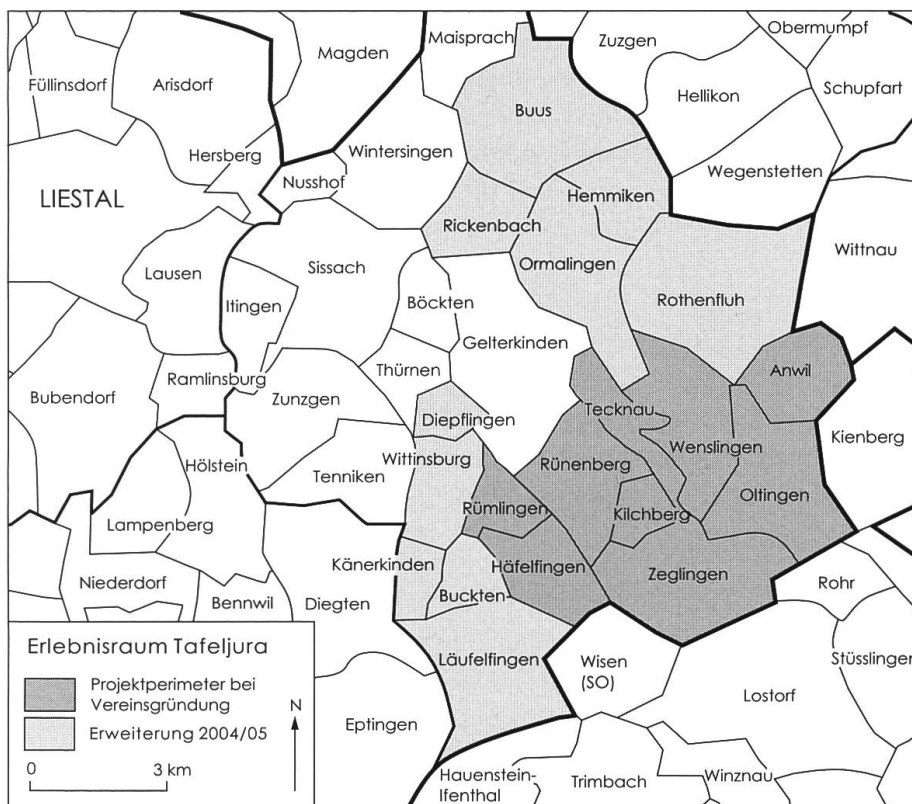 Obermumpf
Maisprach
Zuzgen
Magden
Füllinsdorf
Arisdorf
Schupfart
Hellikon
Buus
Hersberg
Wintersingen
Wegenstetten
Nusshof
LIESTAL
Hemmiken
Rickenbach
Wittnau
Lausen
Sissach
Ormalingen
Rothenfluh
Itingen
Böckten
Gelterkinden
Thürnen
Anwil
Ramlinsburg
Bubendorf
Zunzgen
Diepflingen
Tecknau
Kienberg
Wenslingen
Wittinsburg
Hölstein
Tenniken
Rünenberg
Oltingen
Rümlingen
Kilchberg
Lampenberg
Känerkinden
Häfelfingen
Zeglingen
Niederdorf
Rohr
Bennwil
Diegten
Buckten
Erlebnisraum Tafeljura
Projektperimeter bei
Vereinsgründung
Erweiterung 2004/05
0 3 km
N
Läufelfingen
Wisen
(SO)
Stüsslingen
Lostorf
Eptingen
Hauenstein-
Ifenthal
Trimbach
Winznau